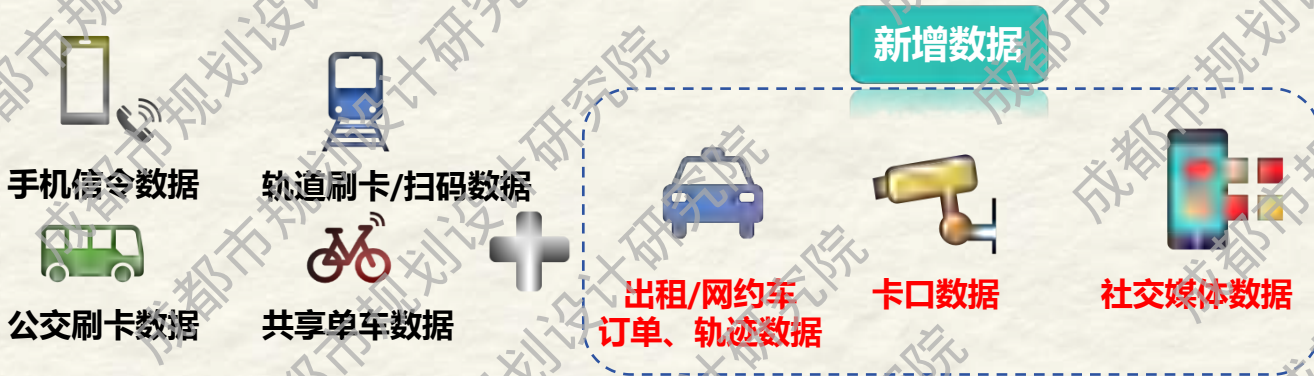 新增数据
手机信令数据
轨道刷卡/扫码数据
公交刷卡数据
共享单车数据
出租/网约车
订单、轨迹数据
卡口数据
社交媒体数据
成都市规划设计研究院